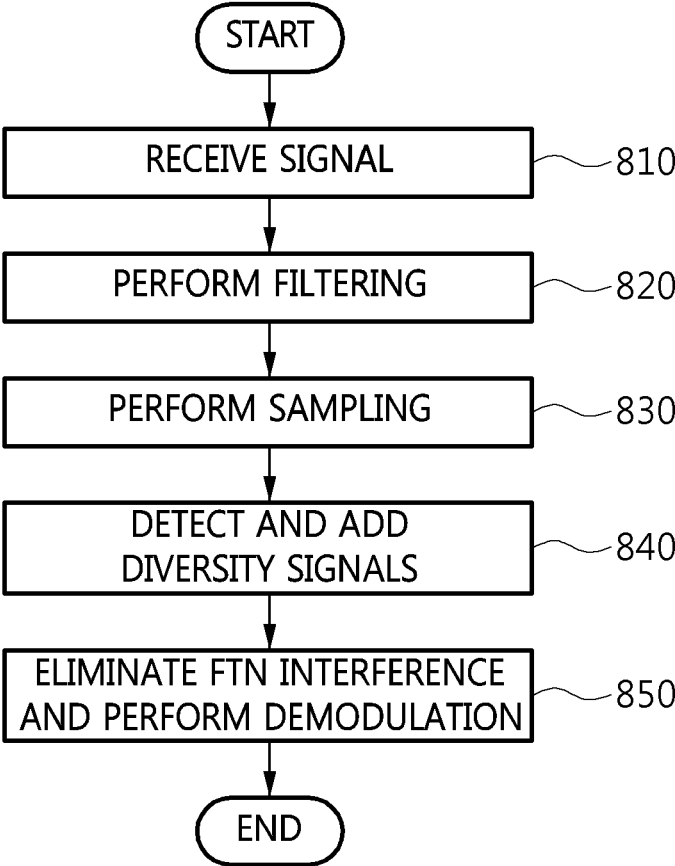 START
RECEIVE SIGNAL
810
PERFORM FILTERING
820
PERFORM SAMPLING
830
DETECT AND ADD
DIVERSITY SIGNALS
840
ELIMINATE FTN INTERFERENCE
AND PERFORM DEMODULATION
850
END